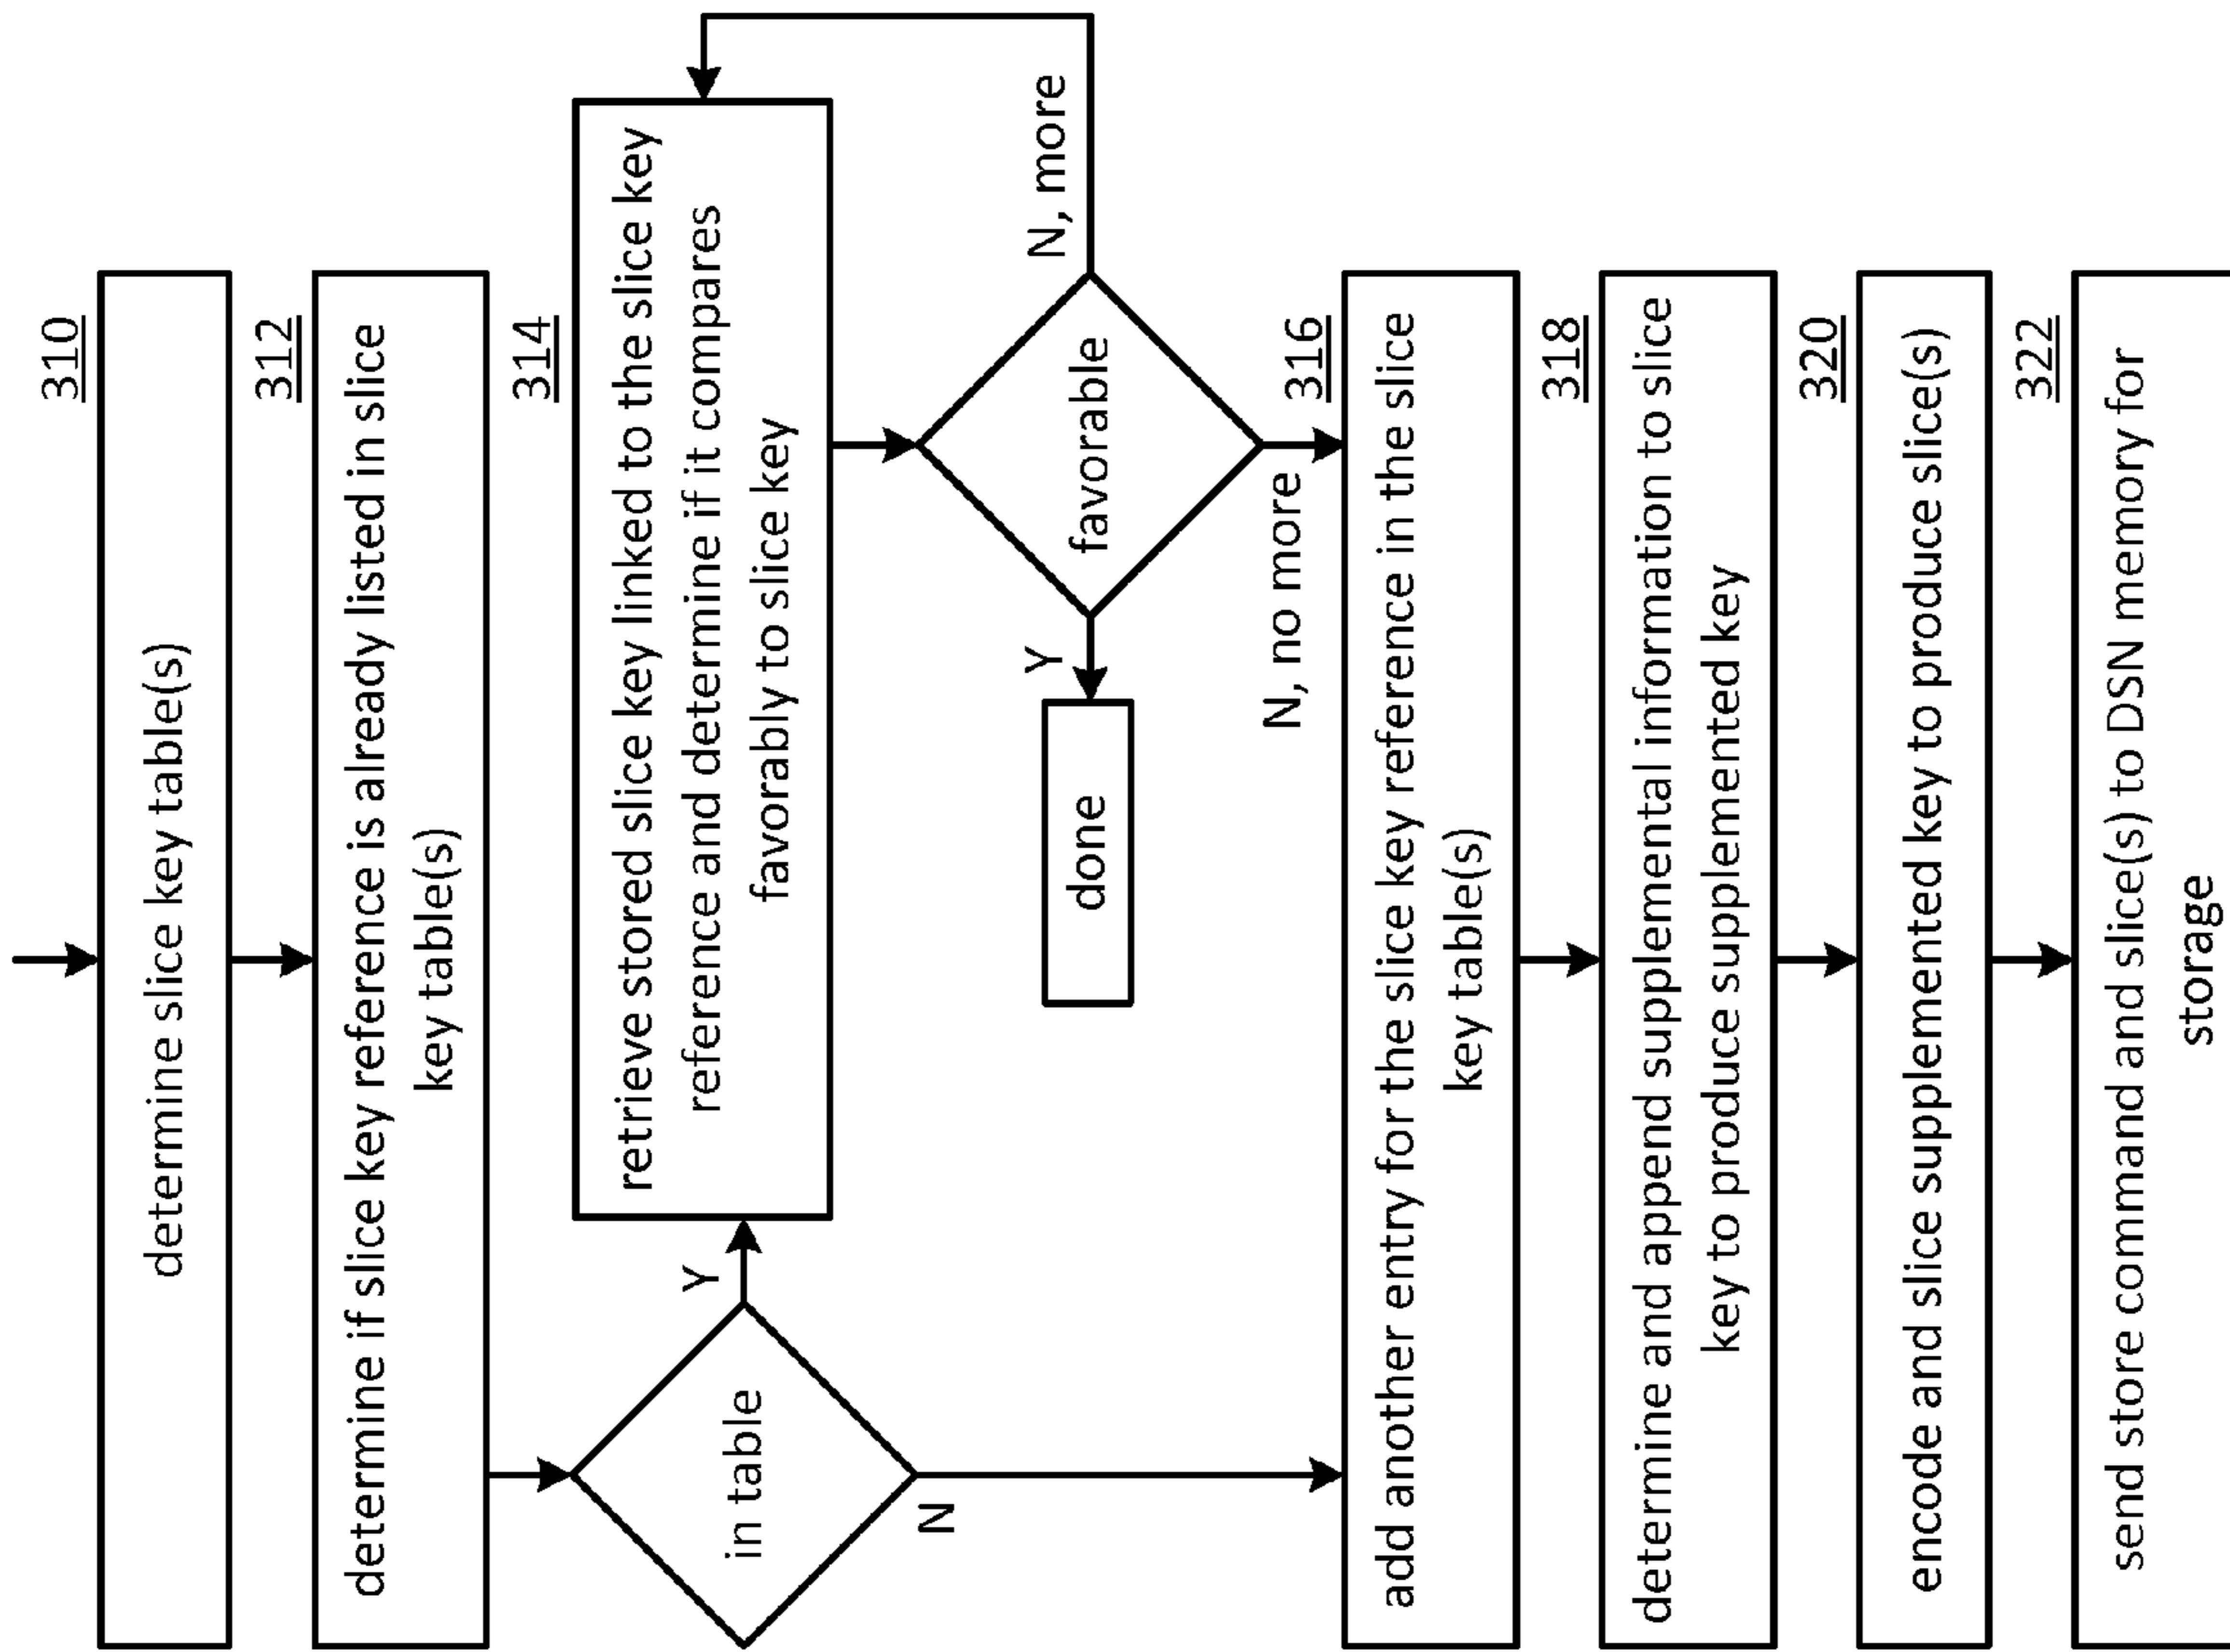 310
determine slice key table(s)
312
determine if slice key reference is already listed in slice
key table(s)
in table
Y
N
314
retrieve stored slice key linked to the slice key
reference and determine if it compares
favorably to slice key
favorable
N, more
Y
done
N, no more
316
add another entry for the slice key reference in the slice
key table(s)
318
determine and append supplemental information to slice
key to produce supplemented key
320
encode and slice supplemented key to produce slice(s)
322
send store command and slice(s) to DSN memory for
storage